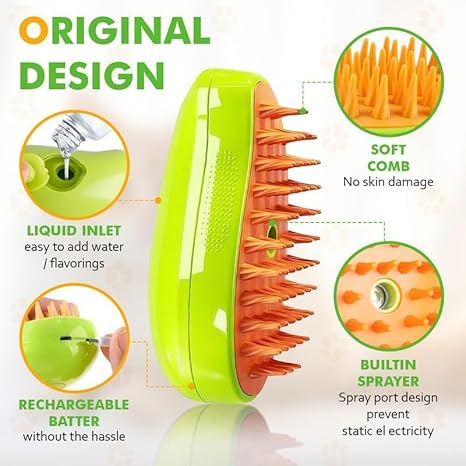 ORIGINAL
DESIGN
SOFT
COMB
No skin damage
LIQUID INLET
easy to add water
/ flavorings
BUILTIN
SPRAYER
Spray port design
prevent
static el ectricity
RECHARGEABLE
BATTER
without the hassle